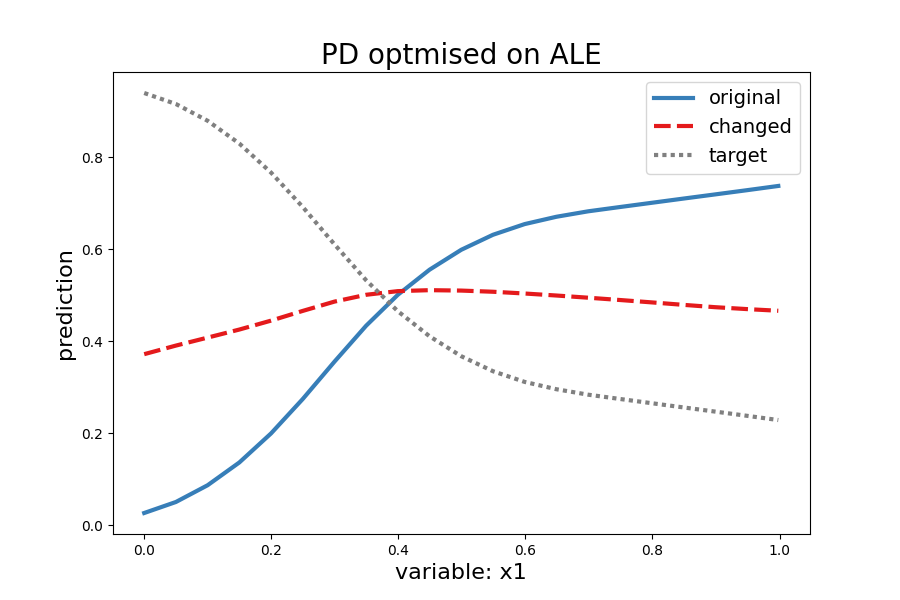 PD optmised on ALE
original
changed
target
prediction
0.8
0.6
0.4
0.2
0.0
0.0 0.2 0.4 0.6 0.8 1.0
variable: x1